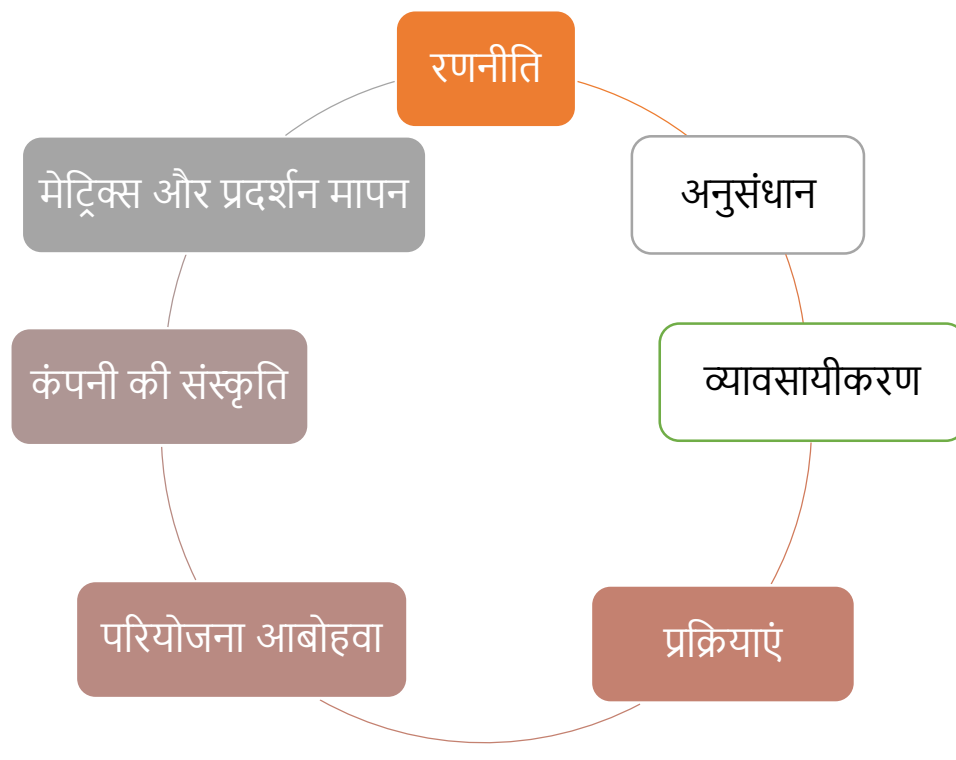 रणनीति
अनुसंधान
व्यावसायीकरण
प्रक्रियाएं
परियोजना आबोहवा
कंपनी की संस्कृति
मेट्रिक्स और प्रदर्शन मापन